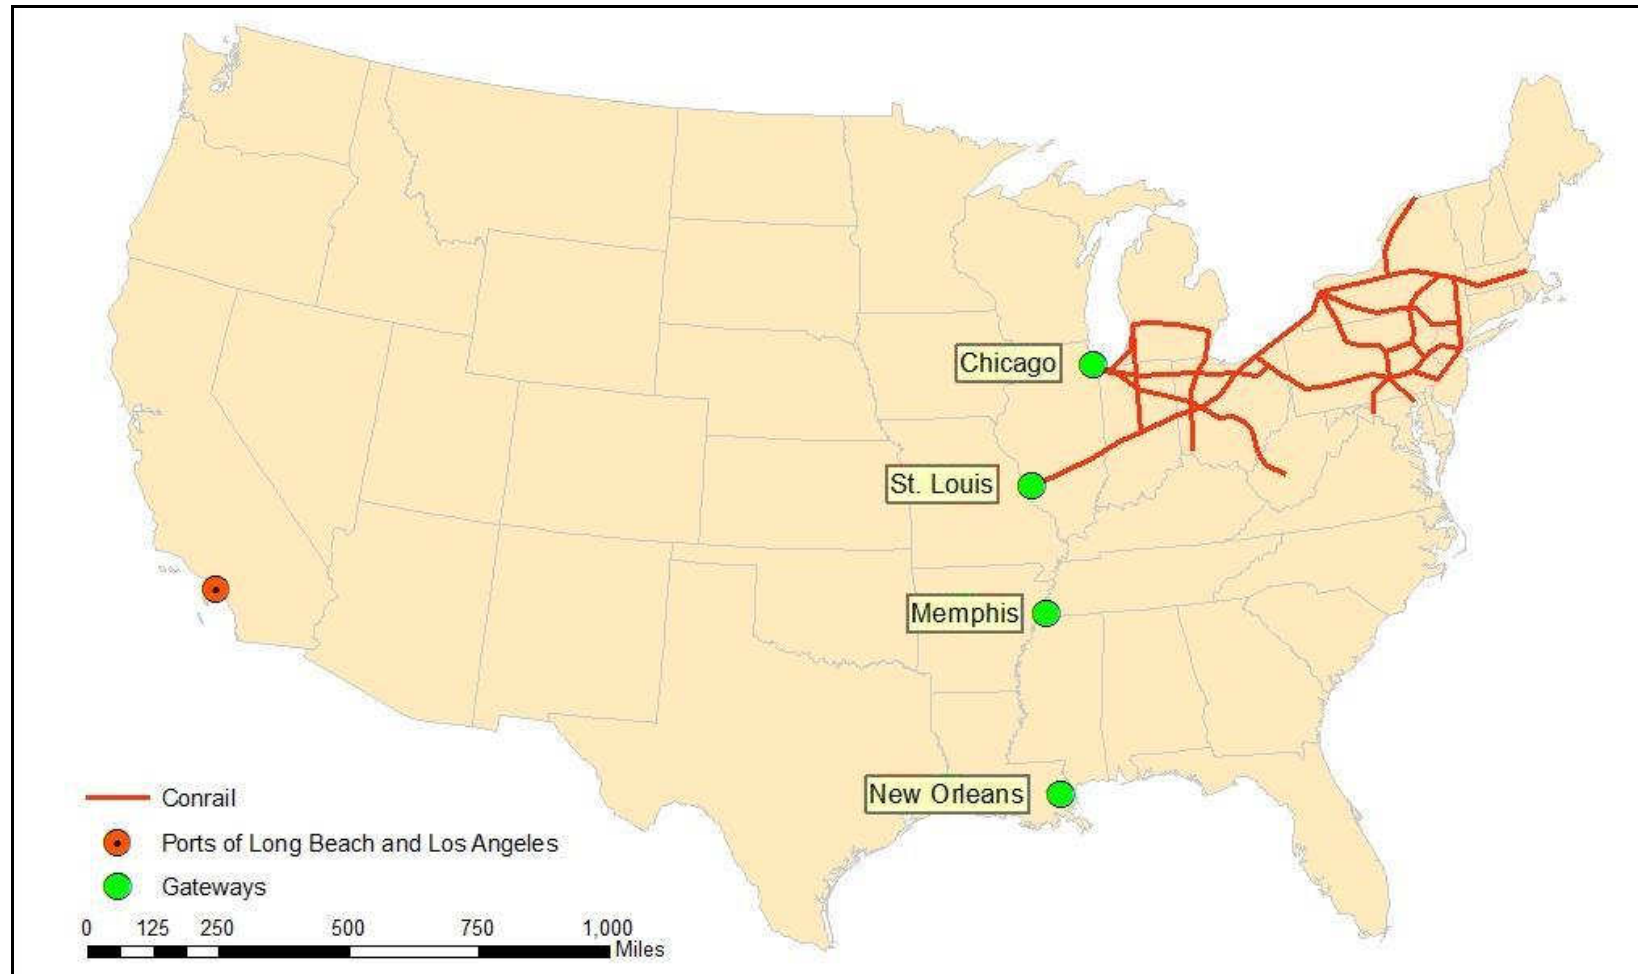 Chicago
St. Louis
Memphis
New Orleans
Conrail
Ports of Long Beach and Los Angeles
Gateways
0 125 250 500 750 1,000
Miles